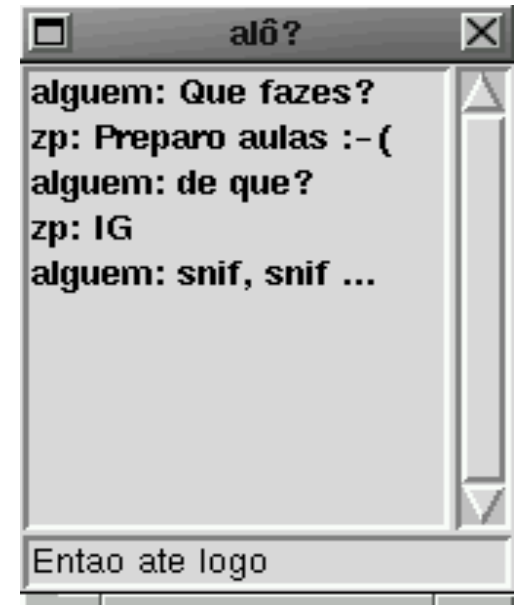 alô?
alguem: Que fazes?
zp: Preparo aulas :-(
alguem: de que?
zp: IG
alguem: snif, snif ...
Entao ate logo